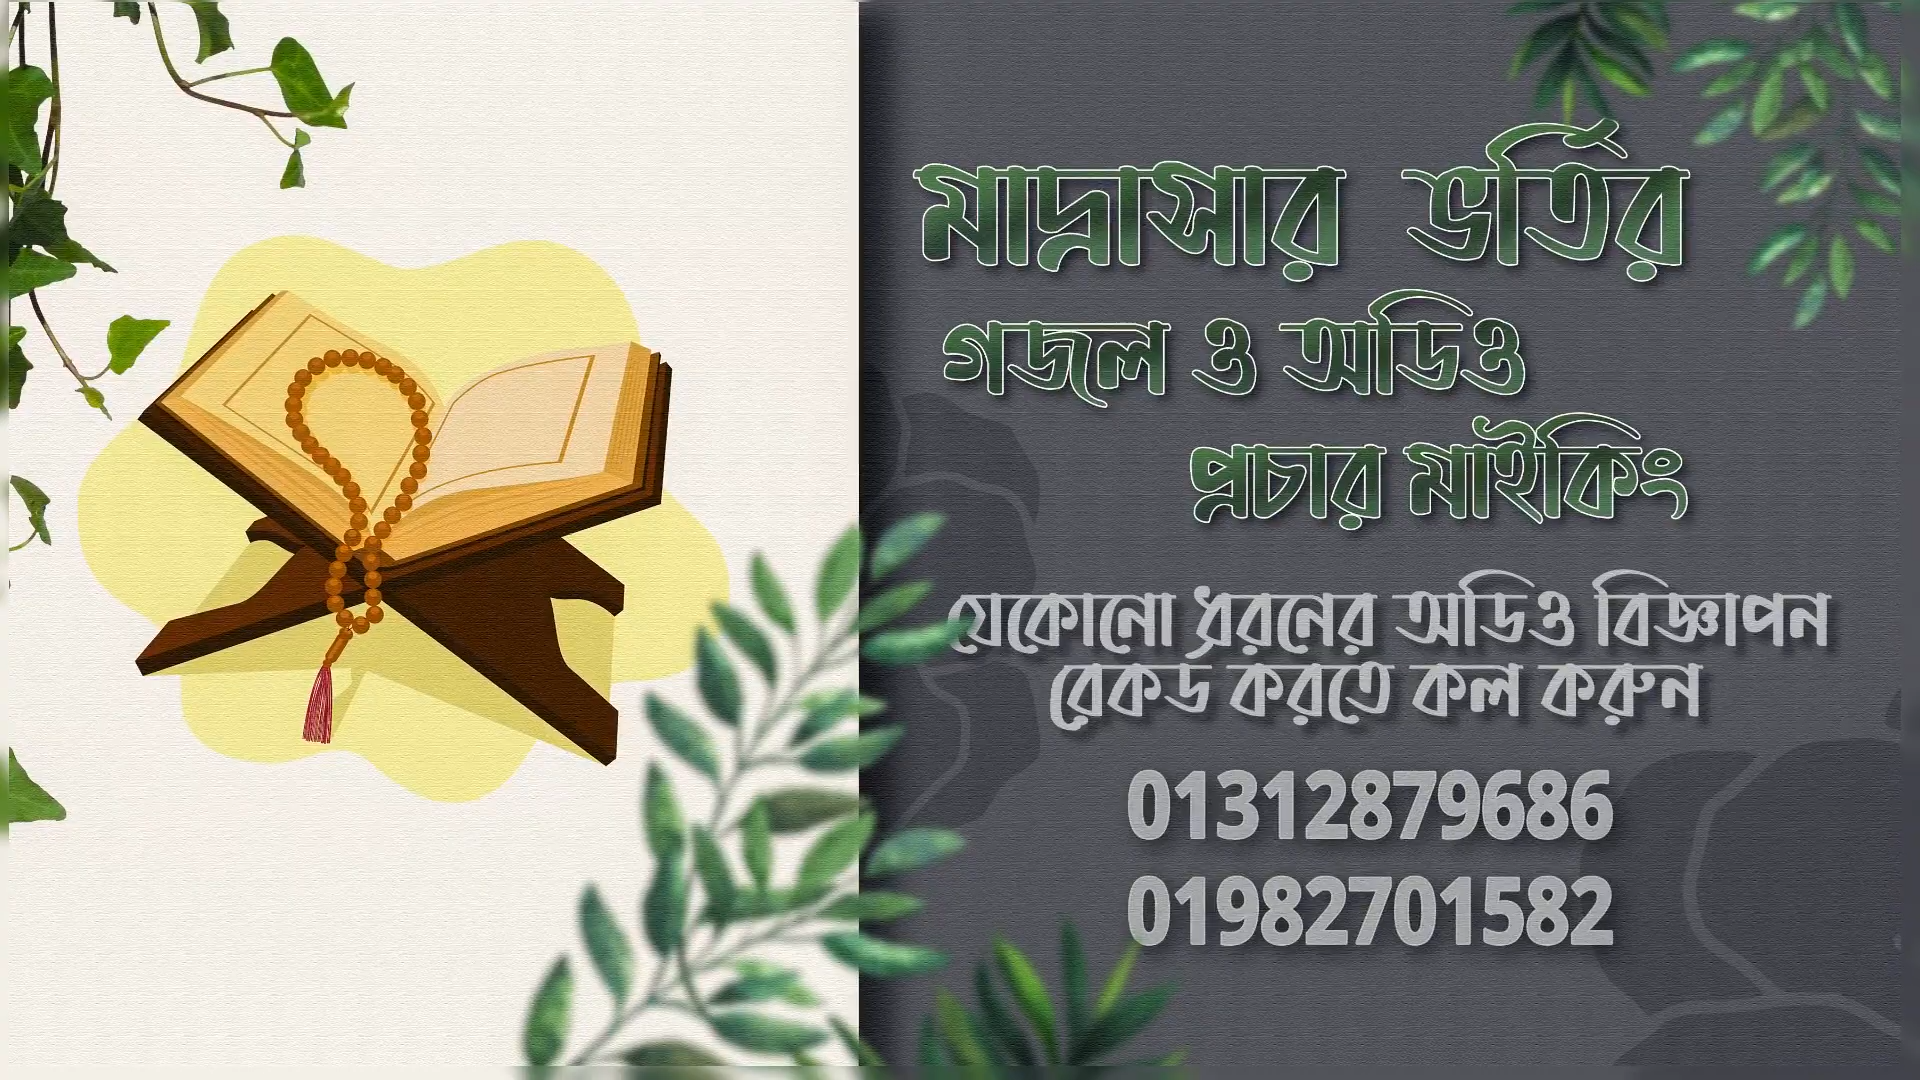 মাদ্রাসার ভর্তির
গজল ও অডিও
প্রচার মাইকিং
যেকোনো ধরনের অডিও বিজ্ঞাপন
রেকর্ড করতে কল করুন
01312879686
01982701582